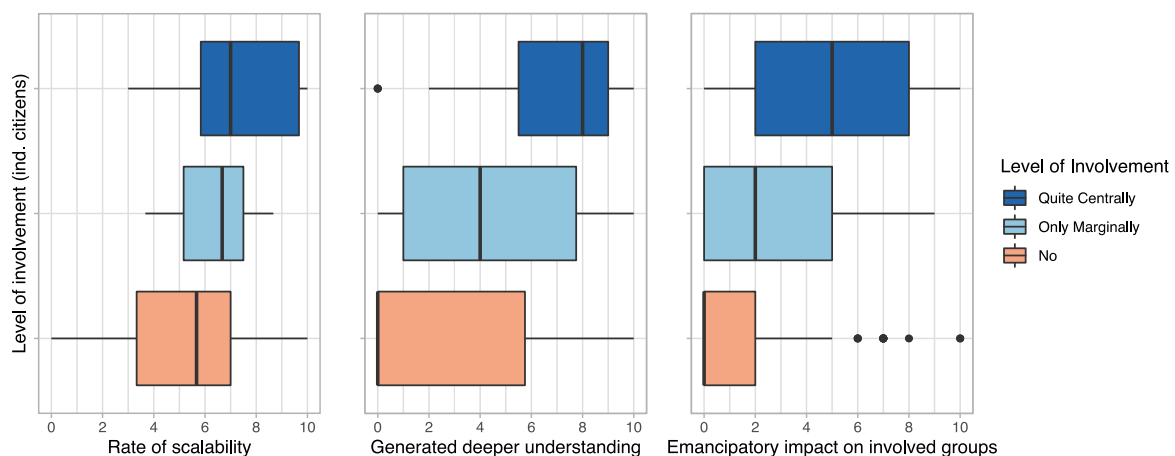 Level of involvement (ind. citizens)
0 2 4 6 8 10
Rate of scalability
0 2 4 6 8 10
Generated deeper understanding
0 2 4 6 8 10
Emancipatory impact on involved groups
Level of Involvement
Quite Centrally
Only Marginally
No